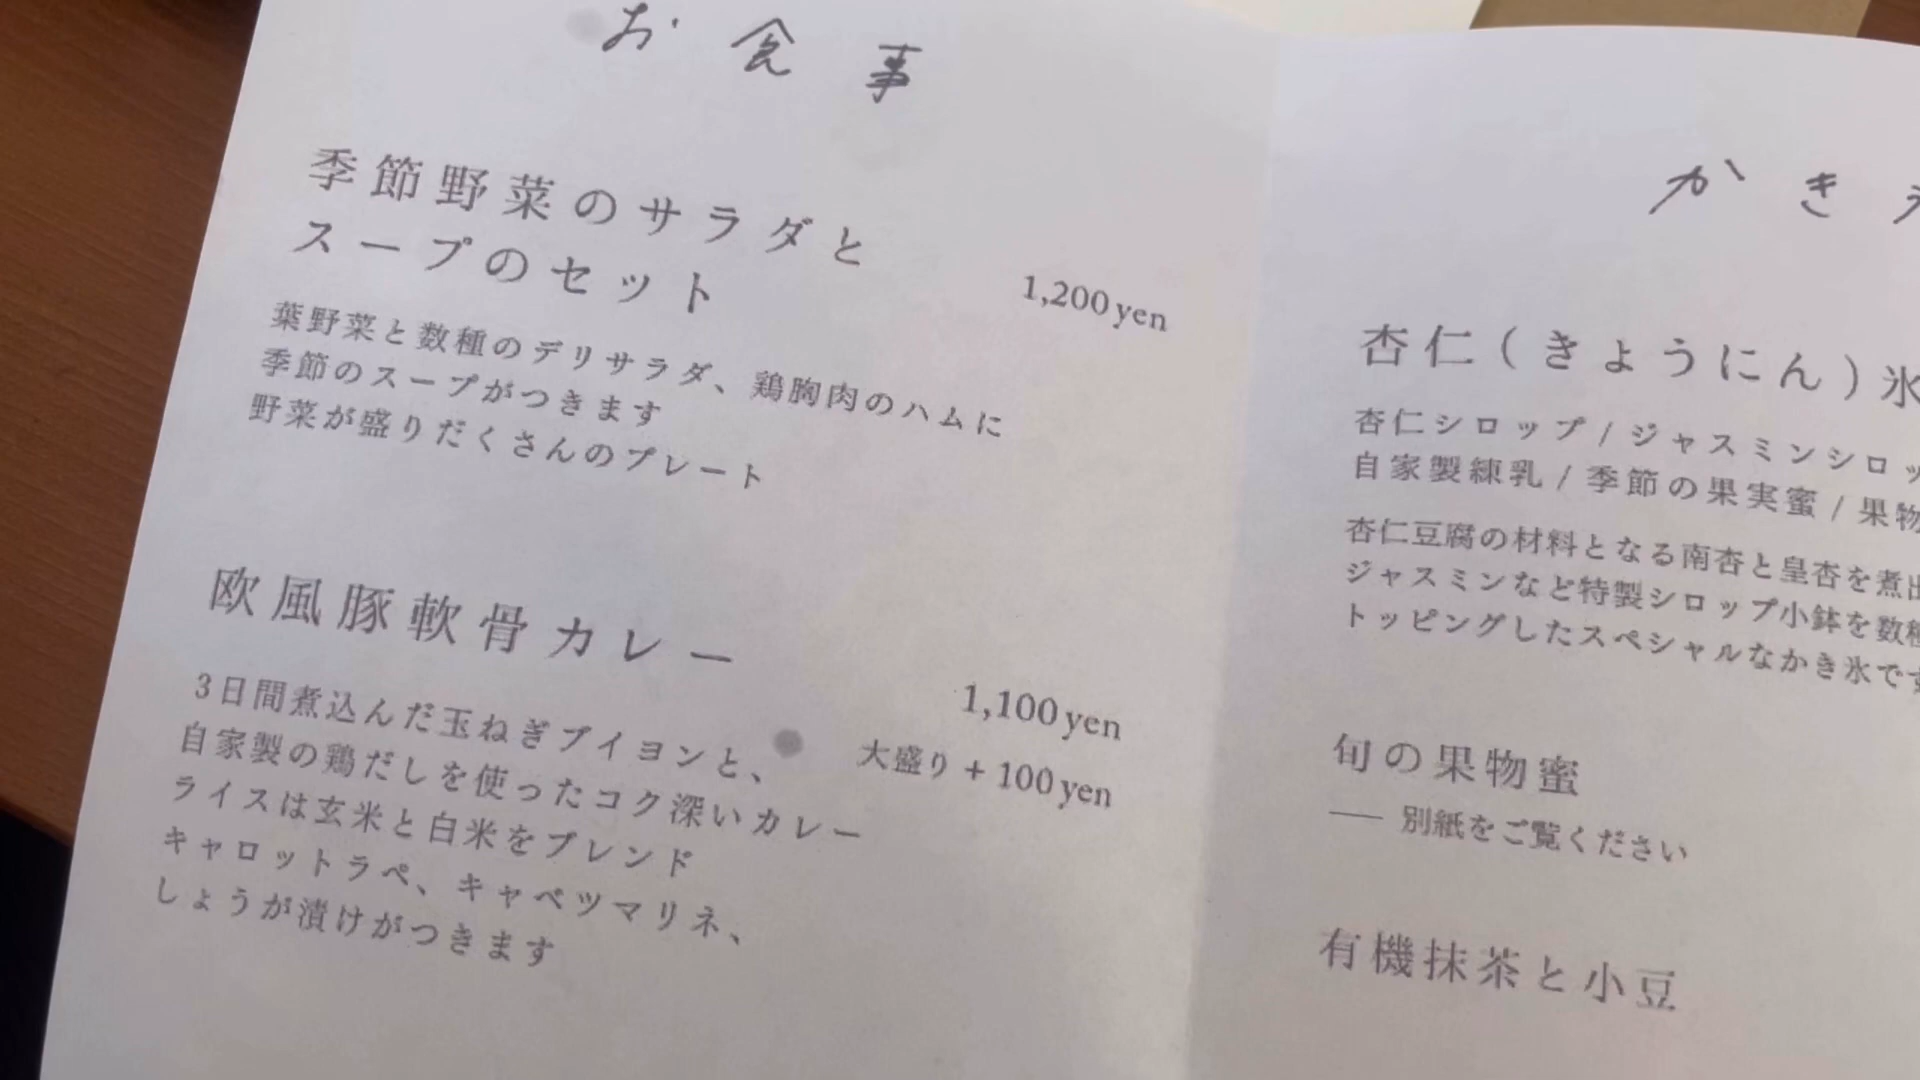 お食事
季節野菜のサラダと
スープのセット
1,200yen
葉野菜と数種のデリサラダ、鶏胸肉のハムに
季節のスープがつきます
野菜が盛りだくさんのプレート
欧風豚軟骨カレー
1,100yen
大盛り+100yen
3日間煮込んだ玉ねぎブイヨンと、
自家製の鶏だしを使ったコク深いカレー
ライスは玄米と白米をブレンド
キャロットラペ、キャベツマリネ、
しょうが漬けがつきます
かき
杏仁(きょうにん)氷
杏仁シロップ/ジャスミンシロッ
自家製練乳/季節の果実蜜/果物
杏仁豆腐の材料となる南杏と皇杏を煮出
ジャスミンなど特製シロップ小鉢を数種
トッピングしたスペシャルなかき氷です
旬の果物蜜
── 別紙をご覧ください
有機抹茶と小豆